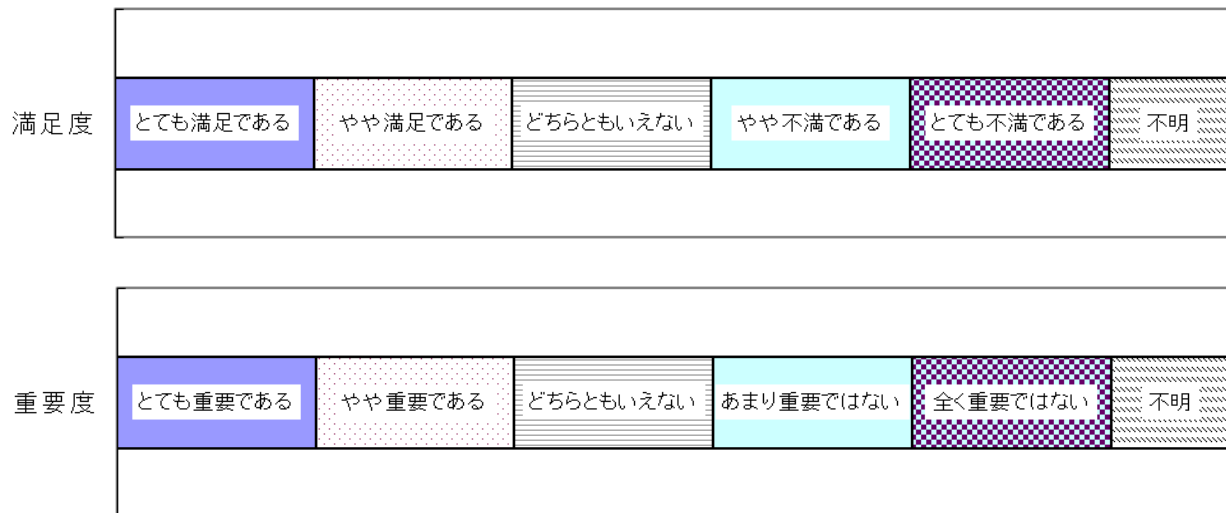 満足度
とても満足である
やや満足である
どちらともいえない
やや不満である
とても不満である
不明
重要度
とても重要である
やや重要である
どちらともいえない
あまり重要ではない
全く重要ではない
不明